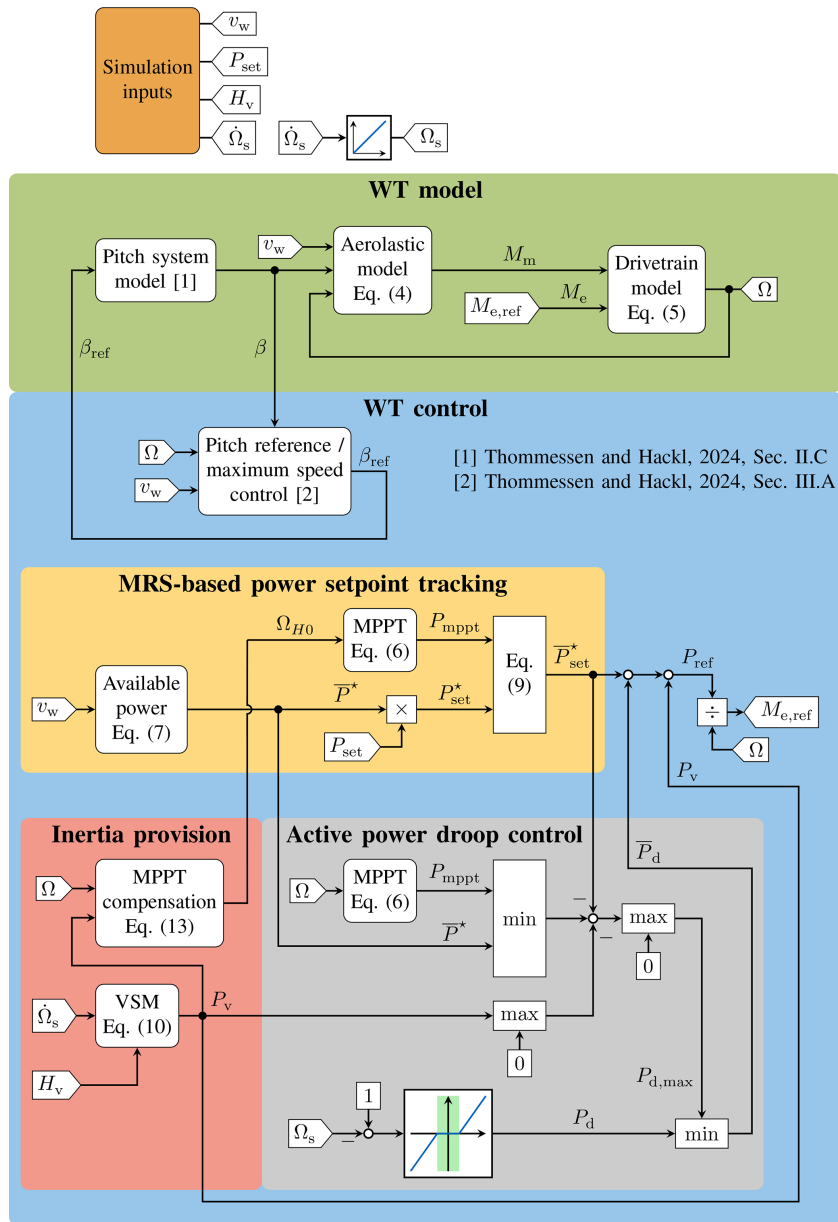 Simulation
inputs
v_w
P_set
H_v
Ω̇_s
Ω̇_s
Ω_s
WT model
Pitch system
model [1]
v_w
Aerolastic
model
Eq. (4)
M_m
M_e,ref
M_e
Drivetrain
model
Eq. (5)
Ω
β_ref
β
WT control
Ω
v_w
Pitch reference /
maximum speed
control [2]
β_ref
[1] Thommessen and Hackl, 2024, Sec. II.C
[2] Thommessen and Hackl, 2024, Sec. III.A
MRS-based power setpoint tracking
Ω_H0
MPPT
Eq. (6)
P_mppt
Eq.
(9)
P̅*_set
P_ref
v_w
Available
power
Eq. (7)
P̅*
×
P*_set
P_set
÷
M_e,ref
Ω
P_v
Inertia provision
Ω
MPPT
compensation
Eq. (13)
Ω̇_s
VSM
Eq. (10)
P_v
H_v
Active power droop control
Ω
MPPT
Eq. (6)
P_mppt
P̅*
min
−
−
max
0
P̅_d
max
0
P_d,max
1
Ω_s
−
P_d
min